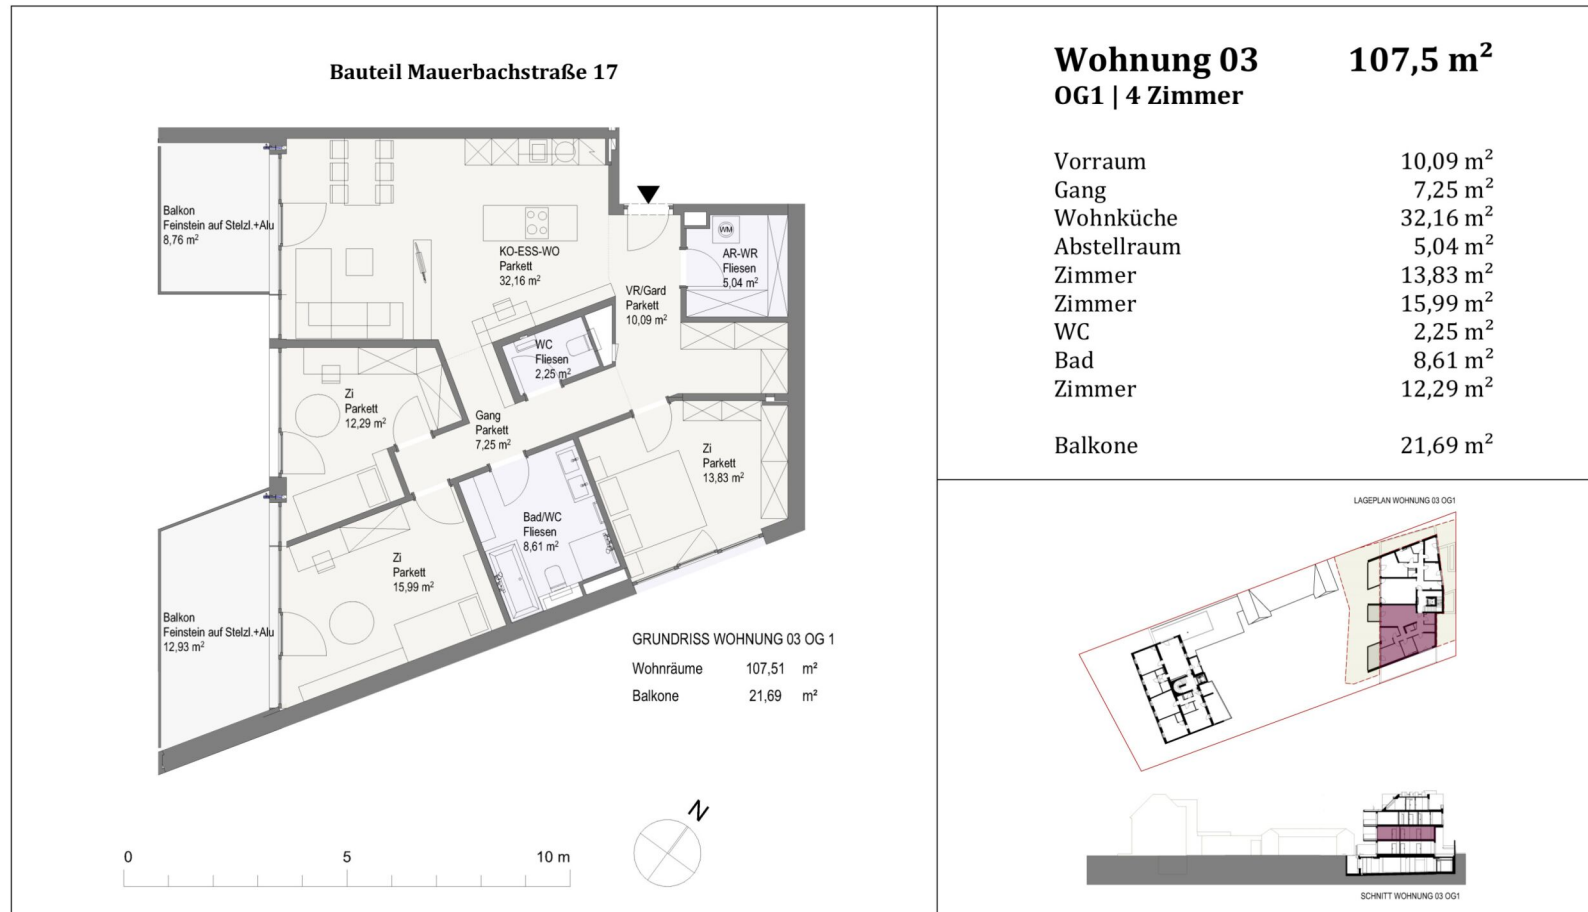 Bauteil Mauerbachstraße 17
Balkon
Feinstein auf Stelzl.+Alu
8,76 m²
KO-ESS-WO
Parkett
32,16 m²
WM
AR-WR
Fliesen
5,04 m²
VR/Gard
Parkett
10,09 m²
WC
Fliesen
2,25 m²
Zi
Parkett
12,29 m²
Gang
Parkett
7,25 m²
Zi
Parkett
13,83 m²
Bad/WC
Fliesen
8,61 m²
Zi
Parkett
15,99 m²
Balkon
Feinstein auf Stelzl.+Alu
12,93 m²
GRUNDRISS WOHNUNG 03 OG 1
Wohnräume 107,51 m²
Balkone 21,69 m²
N
0 5 10 m
Wohnung 03 107,5 m²
OG1 | 4 Zimmer
Vorraum 10,09 m²
Gang 7,25 m²
Wohnküche 32,16 m²
Abstellraum 5,04 m²
Zimmer 13,83 m²
Zimmer 15,99 m²
WC 2,25 m²
Bad 8,61 m²
Zimmer 12,29 m²
Balkone 21,69 m²
LAGEPLAN WOHNUNG 03 OG1
SCHNITT WOHNUNG 03 OG1